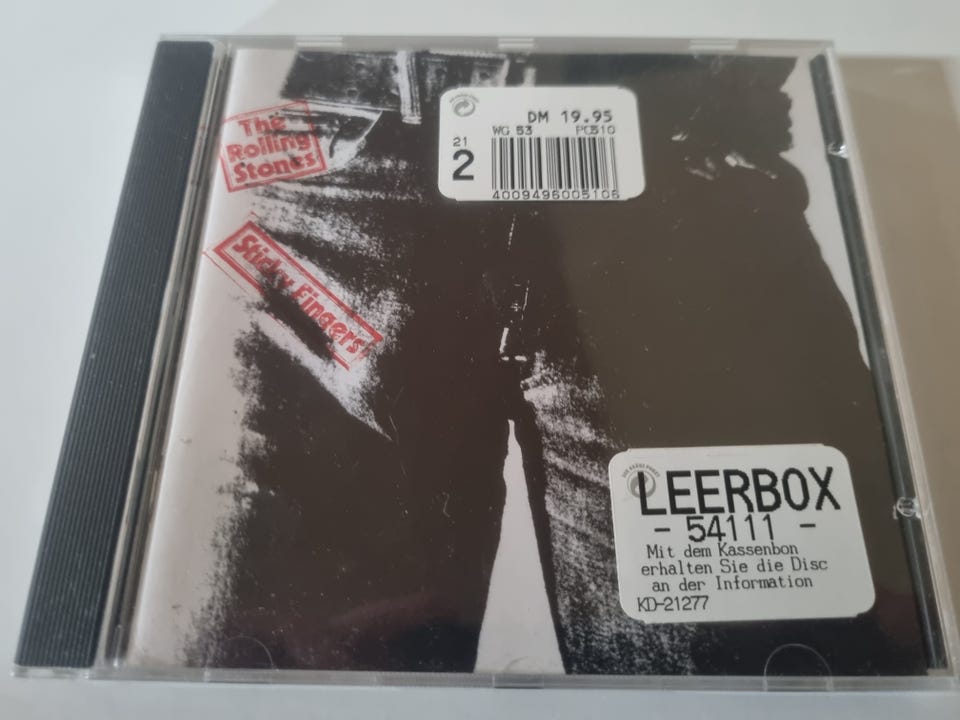 The
Rolling
Stones
Sticky Fingers
DM 19.95
WG 53 PC510
21
2
4009496005106
LEERBOX
- 54111 -
Mit dem Kassenbon
erhalten Sie die Disc
an der Information
KD-21277